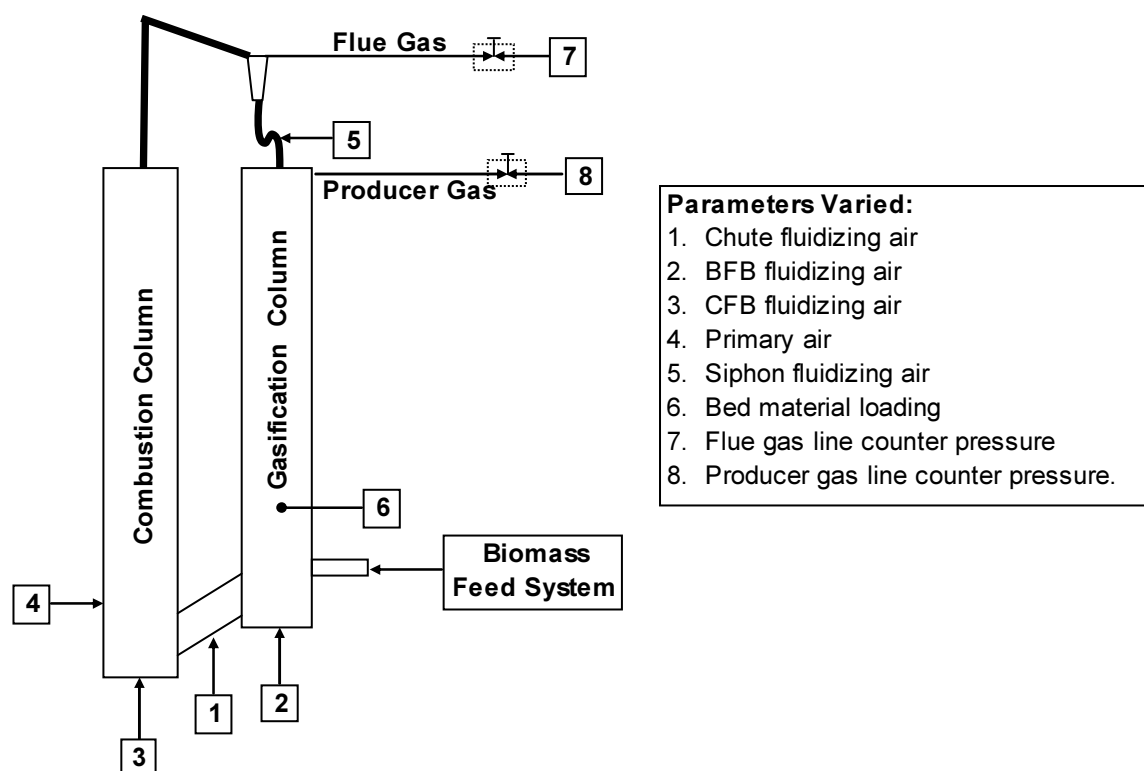 Flue Gas
7
5
Producer Gas
8
Combustion Column
Gasification Column
6
Biomass
Feed System
4
1
2
3
Parameters Varied:
1. Chute fluidizing air
2. BFB fluidizing air
3. CFB fluidizing air
4. Primary air
5. Siphon fluidizing air
6. Bed material loading
7. Flue gas line counter pressure
8. Producer gas line counter pressure.